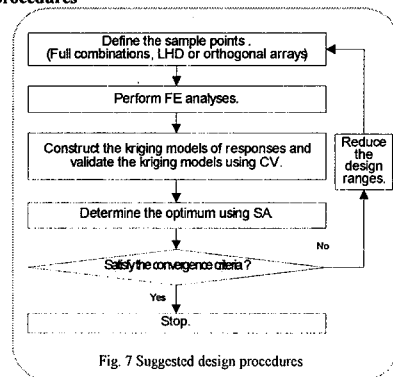 procedures
Define the sample points .
(Full combinations, LHD or orthogonal arrays)
Perform FE analyses.
Construct the kriging models of responses and
validate the kriging models using CV.
Reduce
the
design
ranges.
Determine the optimum using SA
No
Satisfy the convergence criteria ?
Yes
Stop.
Fig. 7 Suggested design procedures